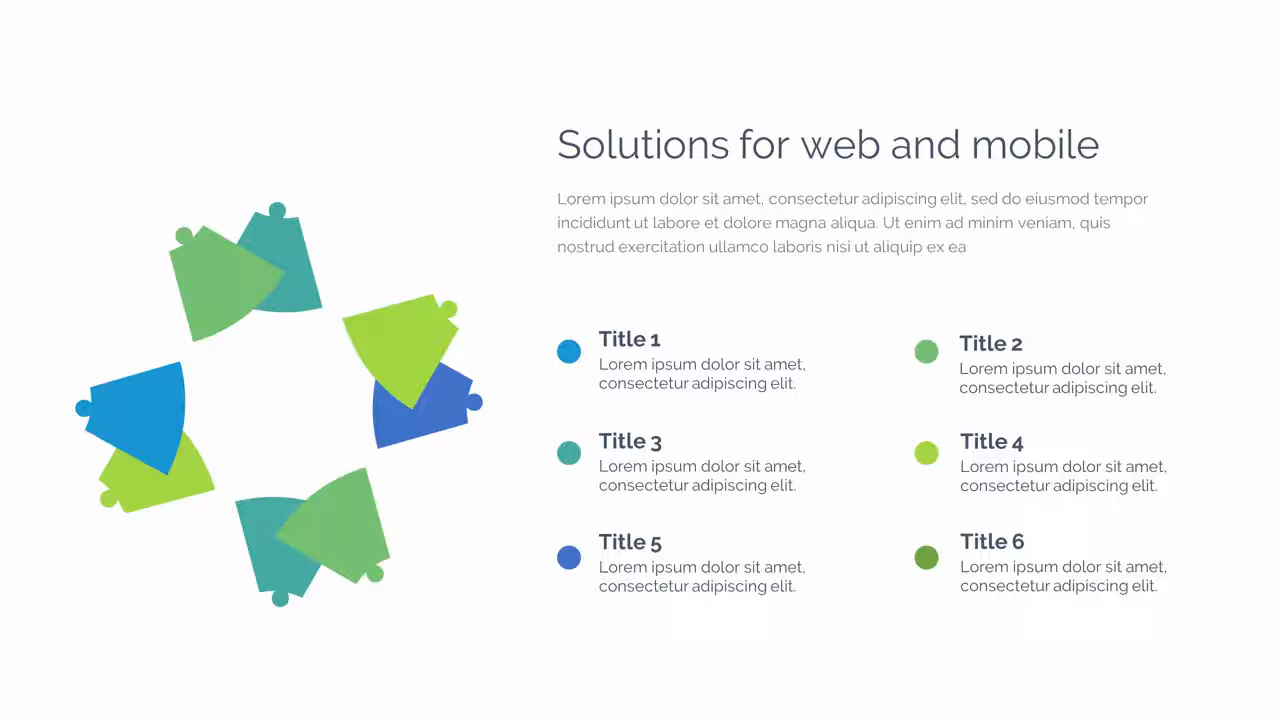 Solutions for web and mobile
Lorem ipsum dolor sit amet, consectetur adipiscing elit, sed do eiusmod tempor
incididunt ut labore et dolore magna aliqua. Ut enim ad minim veniam, quis
nostrud exercitation ullamco laboris nisi ut aliquip ex ea
Title 1
Lorem ipsum dolor sit amet,
consectetur adipiscing elit.
Title 2
Lorem ipsum dolor sit amet,
consectetur adipiscing elit.
Title 3
Lorem ipsum dolor sit amet,
consectetur adipiscing elit.
Title 4
Lorem ipsum dolor sit amet,
consectetur adipiscing elit.
Title 5
Lorem ipsum dolor sit amet,
consectetur adipiscing elit.
Title 6
Lorem ipsum dolor sit amet,
consectetur adipiscing elit.